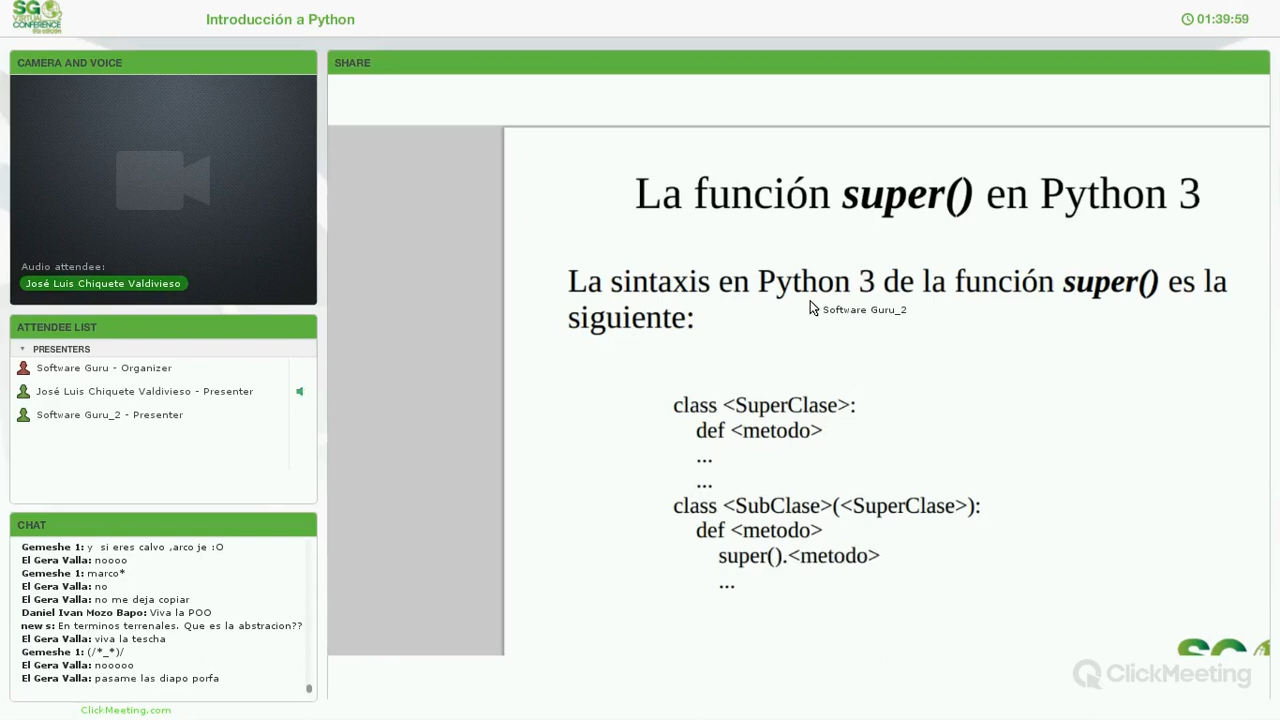 SG
VIRTUAL
CONFERENCE
Introducción a Python
01:39:59
CAMERA AND VOICE
Audio attendee:
José Luis Chiquete Valdivieso
ATTENDEE LIST
PRESENTERS
Software Guru - Organizer
José Luis Chiquete Valdivieso - Presenter
Software Guru_2 - Presenter
CHAT
Gemeshe 1: y si eres calvo ,arco je :O
El Gera Valla: noooo
Gemeshe 1: marco*
El Gera Valla: no
El Gera Valla: no me deja copiar
Daniel Ivan Mozo Bapo: Viva la POO
new s: En terminos terrenales. Que es la abstracion??
El Gera Valla: viva la tescha
Gemeshe 1: (/*_*)/
El Gera Valla: nooooo
El Gera Valla: pasame las diapo porfa
ClickMeeting.com
SHARE
La función super() en Python 3
La sintaxis en Python 3 de la función super() es la
siguiente:
Software Guru_2
class <SuperClase>:
def <metodo>
...
...
class <SubClase>(<SuperClase>):
def <metodo>
super().<metodo>
...
SG
ClickMeeting